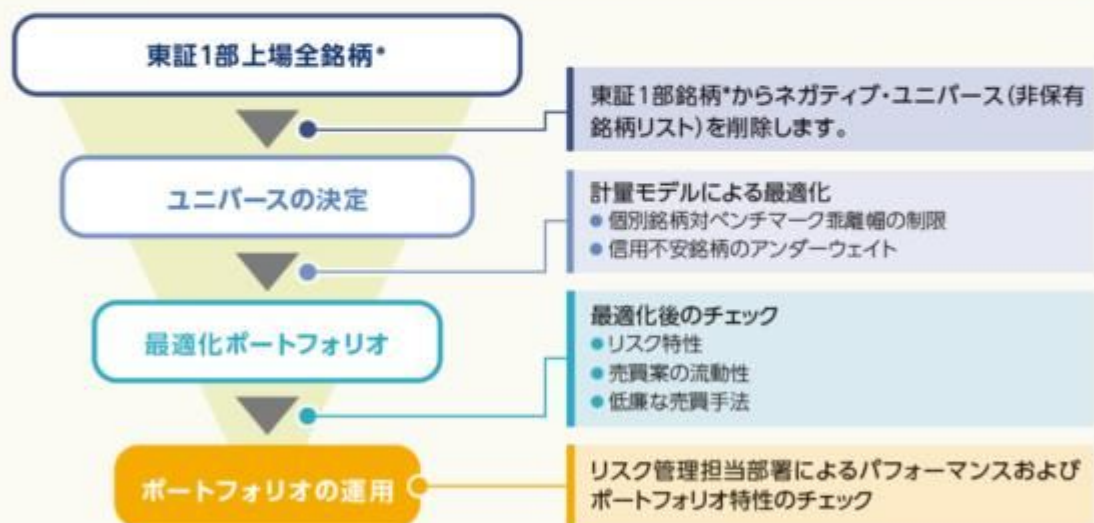 東証1部上場全銘柄*
東証1部銘柄*からネガティブ・ユニバース(非保有
銘柄リスト)を削除します。
ユニバースの決定
計量モデルによる最適化
● 個別銘柄対ベンチマーク乖離幅の制限
● 信用不安銘柄のアンダーウェイト
最適化ポートフォリオ
最適化後のチェック
● リスク特性
● 売買案の流動性
● 低廉な売買手法
ポートフォリオの運用
リスク管理担当部署によるパフォーマンスおよび
ポートフォリオ特性のチェック